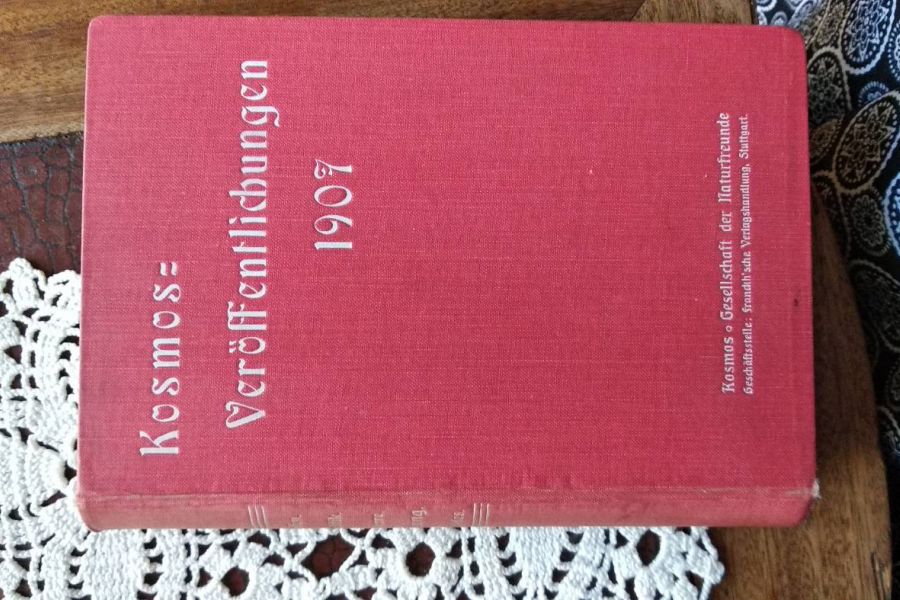 Kosmos=
Veröffentlichungen
1907
Kosmos Gesellschaft der Naturfreunde
Geschäftsstelle: Franckh'sche Verlagshandlung, Stuttgart.